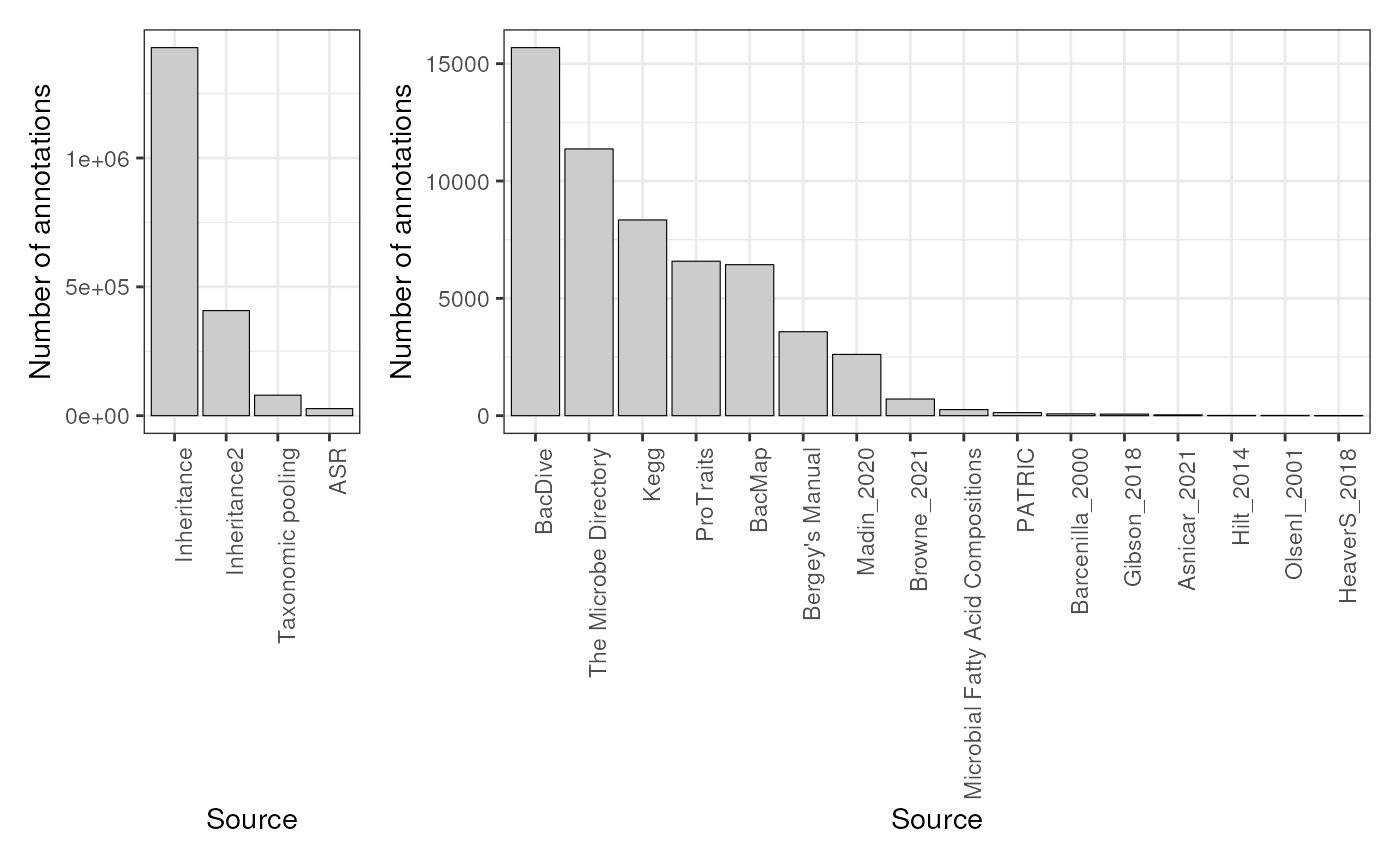 Number of annotations
1e+06
5e+05
0e+00
Inheritance
Inheritance2
Taxonomic pooling
ASR
Source
Number of annotations
15000
10000
5000
0
BacDive
The Microbe Directory
Kegg
ProTraits
BacMap
Bergey's Manual
Madin_2020
Browne_2021
Microbial Fatty Acid Compositions
PATRIC
Barcenilla_2000
Gibson_2018
Asnicar_2021
Hilt_2014
OlsenI_2001
HeaverS_2018
Source